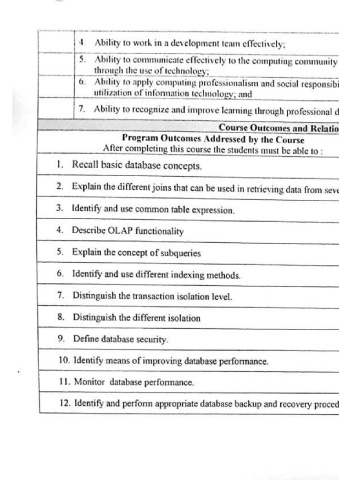 4. Ability to work in a development team effectively;
5. Ability to communicate effectively to the computing community
through the use of technology;
6. Ability to apply computing professionalism and social responsibi
utilization of information technology; and
7. Ability to recognize and improve learning through professional d
Course Outcomes and Relatio
Program Outcomes Addressed by the Course
After completing this course the students must be able to :
1. Recall basic database concepts.
2. Explain the different joins that can be used in retrieving data from seve
3. Identify and use common table expression.
4. Describe OLAP functionality
5. Explain the concept of subqueries
6. Identify and use different indexing methods.
7. Distinguish the transaction isolation level.
8. Distinguish the different isolation
9. Define database security.
10. Identify means of improving database performance.
11. Monitor database performance.
12. Identify and perform appropriate database backup and recovery proced